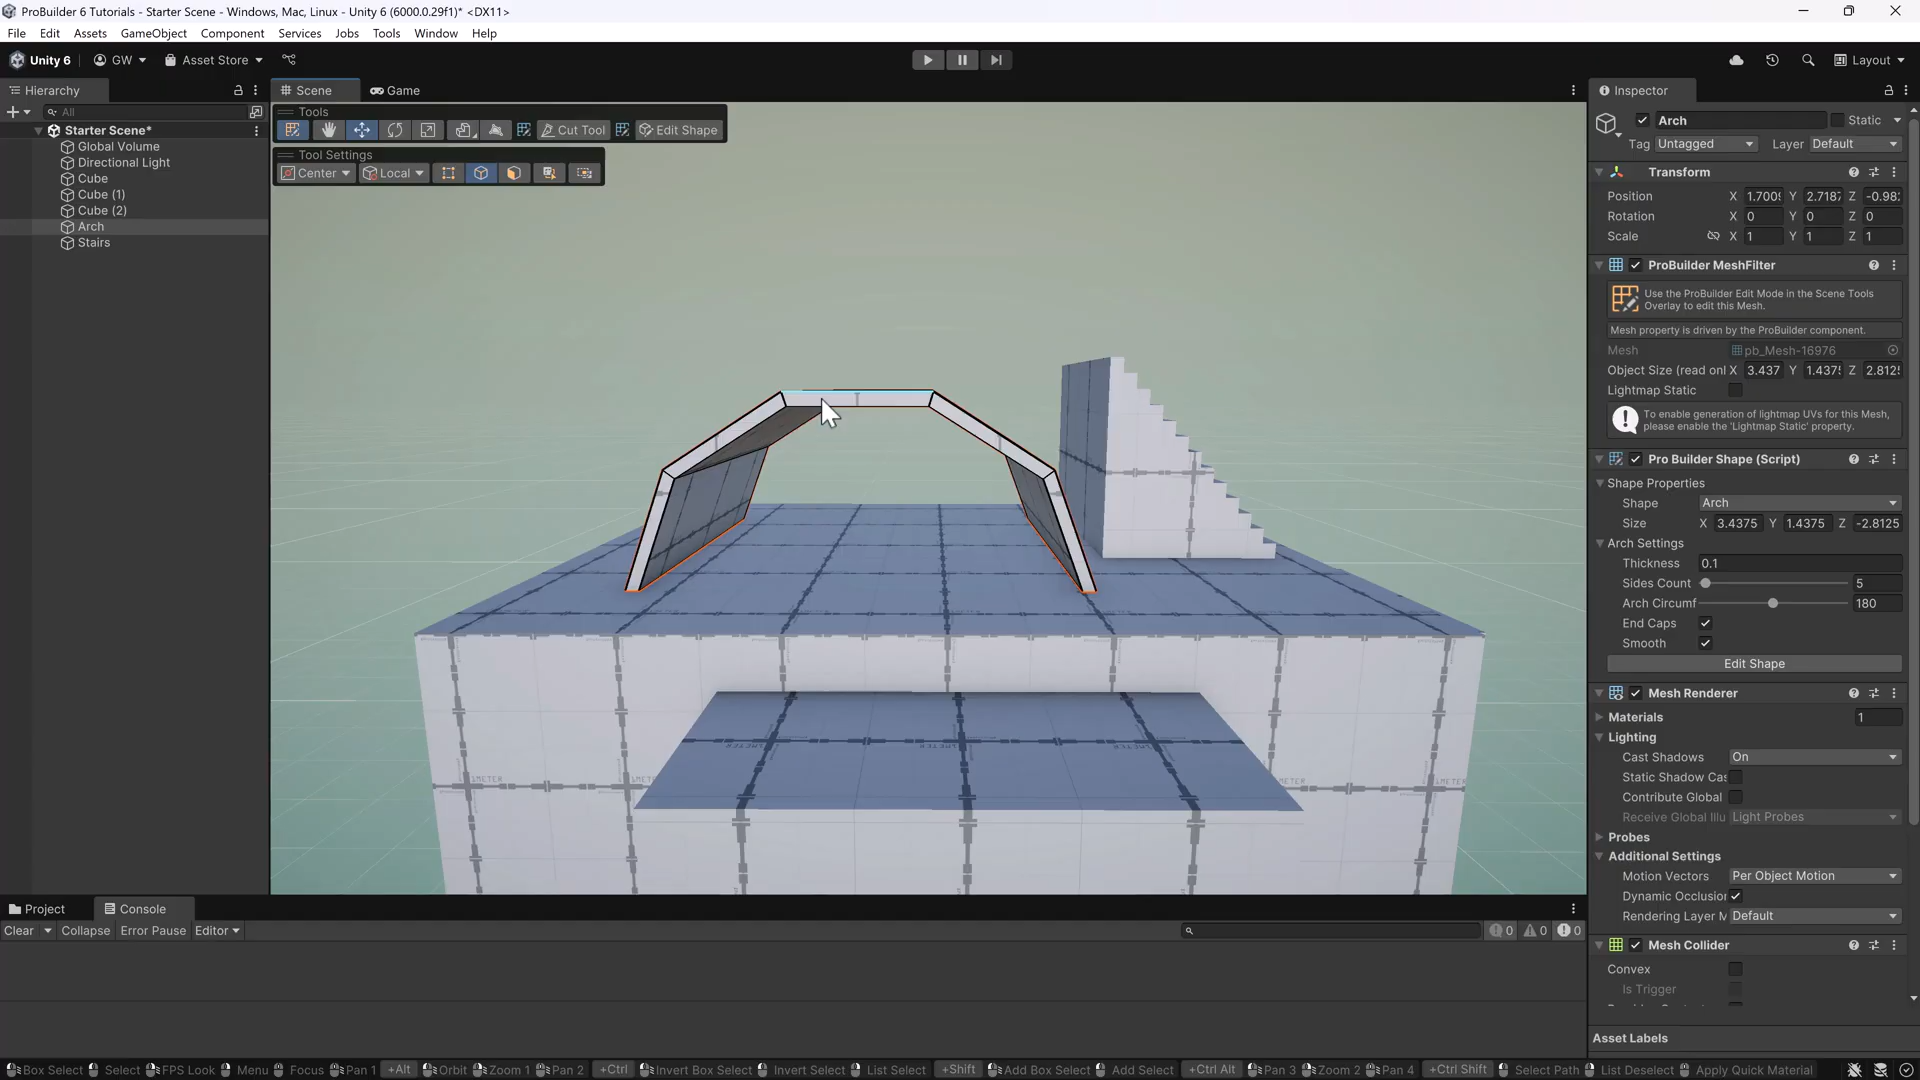 ProBuilder 6 Tutorials - Starter Scene - Windows, Mac, Linux - Unity 6 (6000.0.29f1)* <DX11>
File Edit Assets GameObject Component Services Jobs Tools Window Help
Unity 6 GW Asset Store Layout
Hierarchy
All
Starter Scene*
Global Volume
Directional Light
Cube
Cube (1)
Cube (2)
Arch
Stairs
Scene Game
Tools
Cut Tool Edit Shape
Tool Settings
Center Local
1METER
Inspector
Arch Static
Tag Untagged Layer Default
Transform
Position X 1.700 Y 2.7187 Z -0.98
Rotation X 0 Y 0 Z 0
Scale X 1 Y 1 Z 1
ProBuilder MeshFilter
Use the ProBuilder Edit Mode in the Scene Tools
Overlay to edit this Mesh.
Mesh property is driven by the ProBuilder component.
Mesh pb_Mesh-16976
Object Size (read onl X 3.437 Y 1.437 Z 2.812
Lightmap Static
To enable generation of lightmap UVs for this Mesh,
please enable the 'Lightmap Static' property.
Pro Builder Shape (Script)
Shape Properties
Shape Arch
Size X 3.4375 Y 1.4375 Z -2.8125
Arch Settings
Thickness 0.1
Sides Count 5
Arch Circumf 180
End Caps
Smooth
Edit Shape
Mesh Renderer
Materials 1
Lighting
Cast Shadows On
Static Shadow Cas
Contribute Global
Receive Global Illu Light Probes
Probes
Additional Settings
Motion Vectors Per Object Motion
Dynamic Occlusion
Rendering Layer M Default
Mesh Collider
Convex
Is Trigger
Asset Labels
Project Console
Clear Collapse Error Pause Editor 0 0 0
Box Select Select FPS Look Menu Focus Pan 1 +Alt Orbit Zoom 1 Pan 2 +Ctrl Invert Box Select Invert Select List Select +Shift Add Box Select Add Select +Ctrl Alt Pan 3 Zoom 2 Pan 4 +Ctrl Shift Select Path List Deselect Apply Quick Material